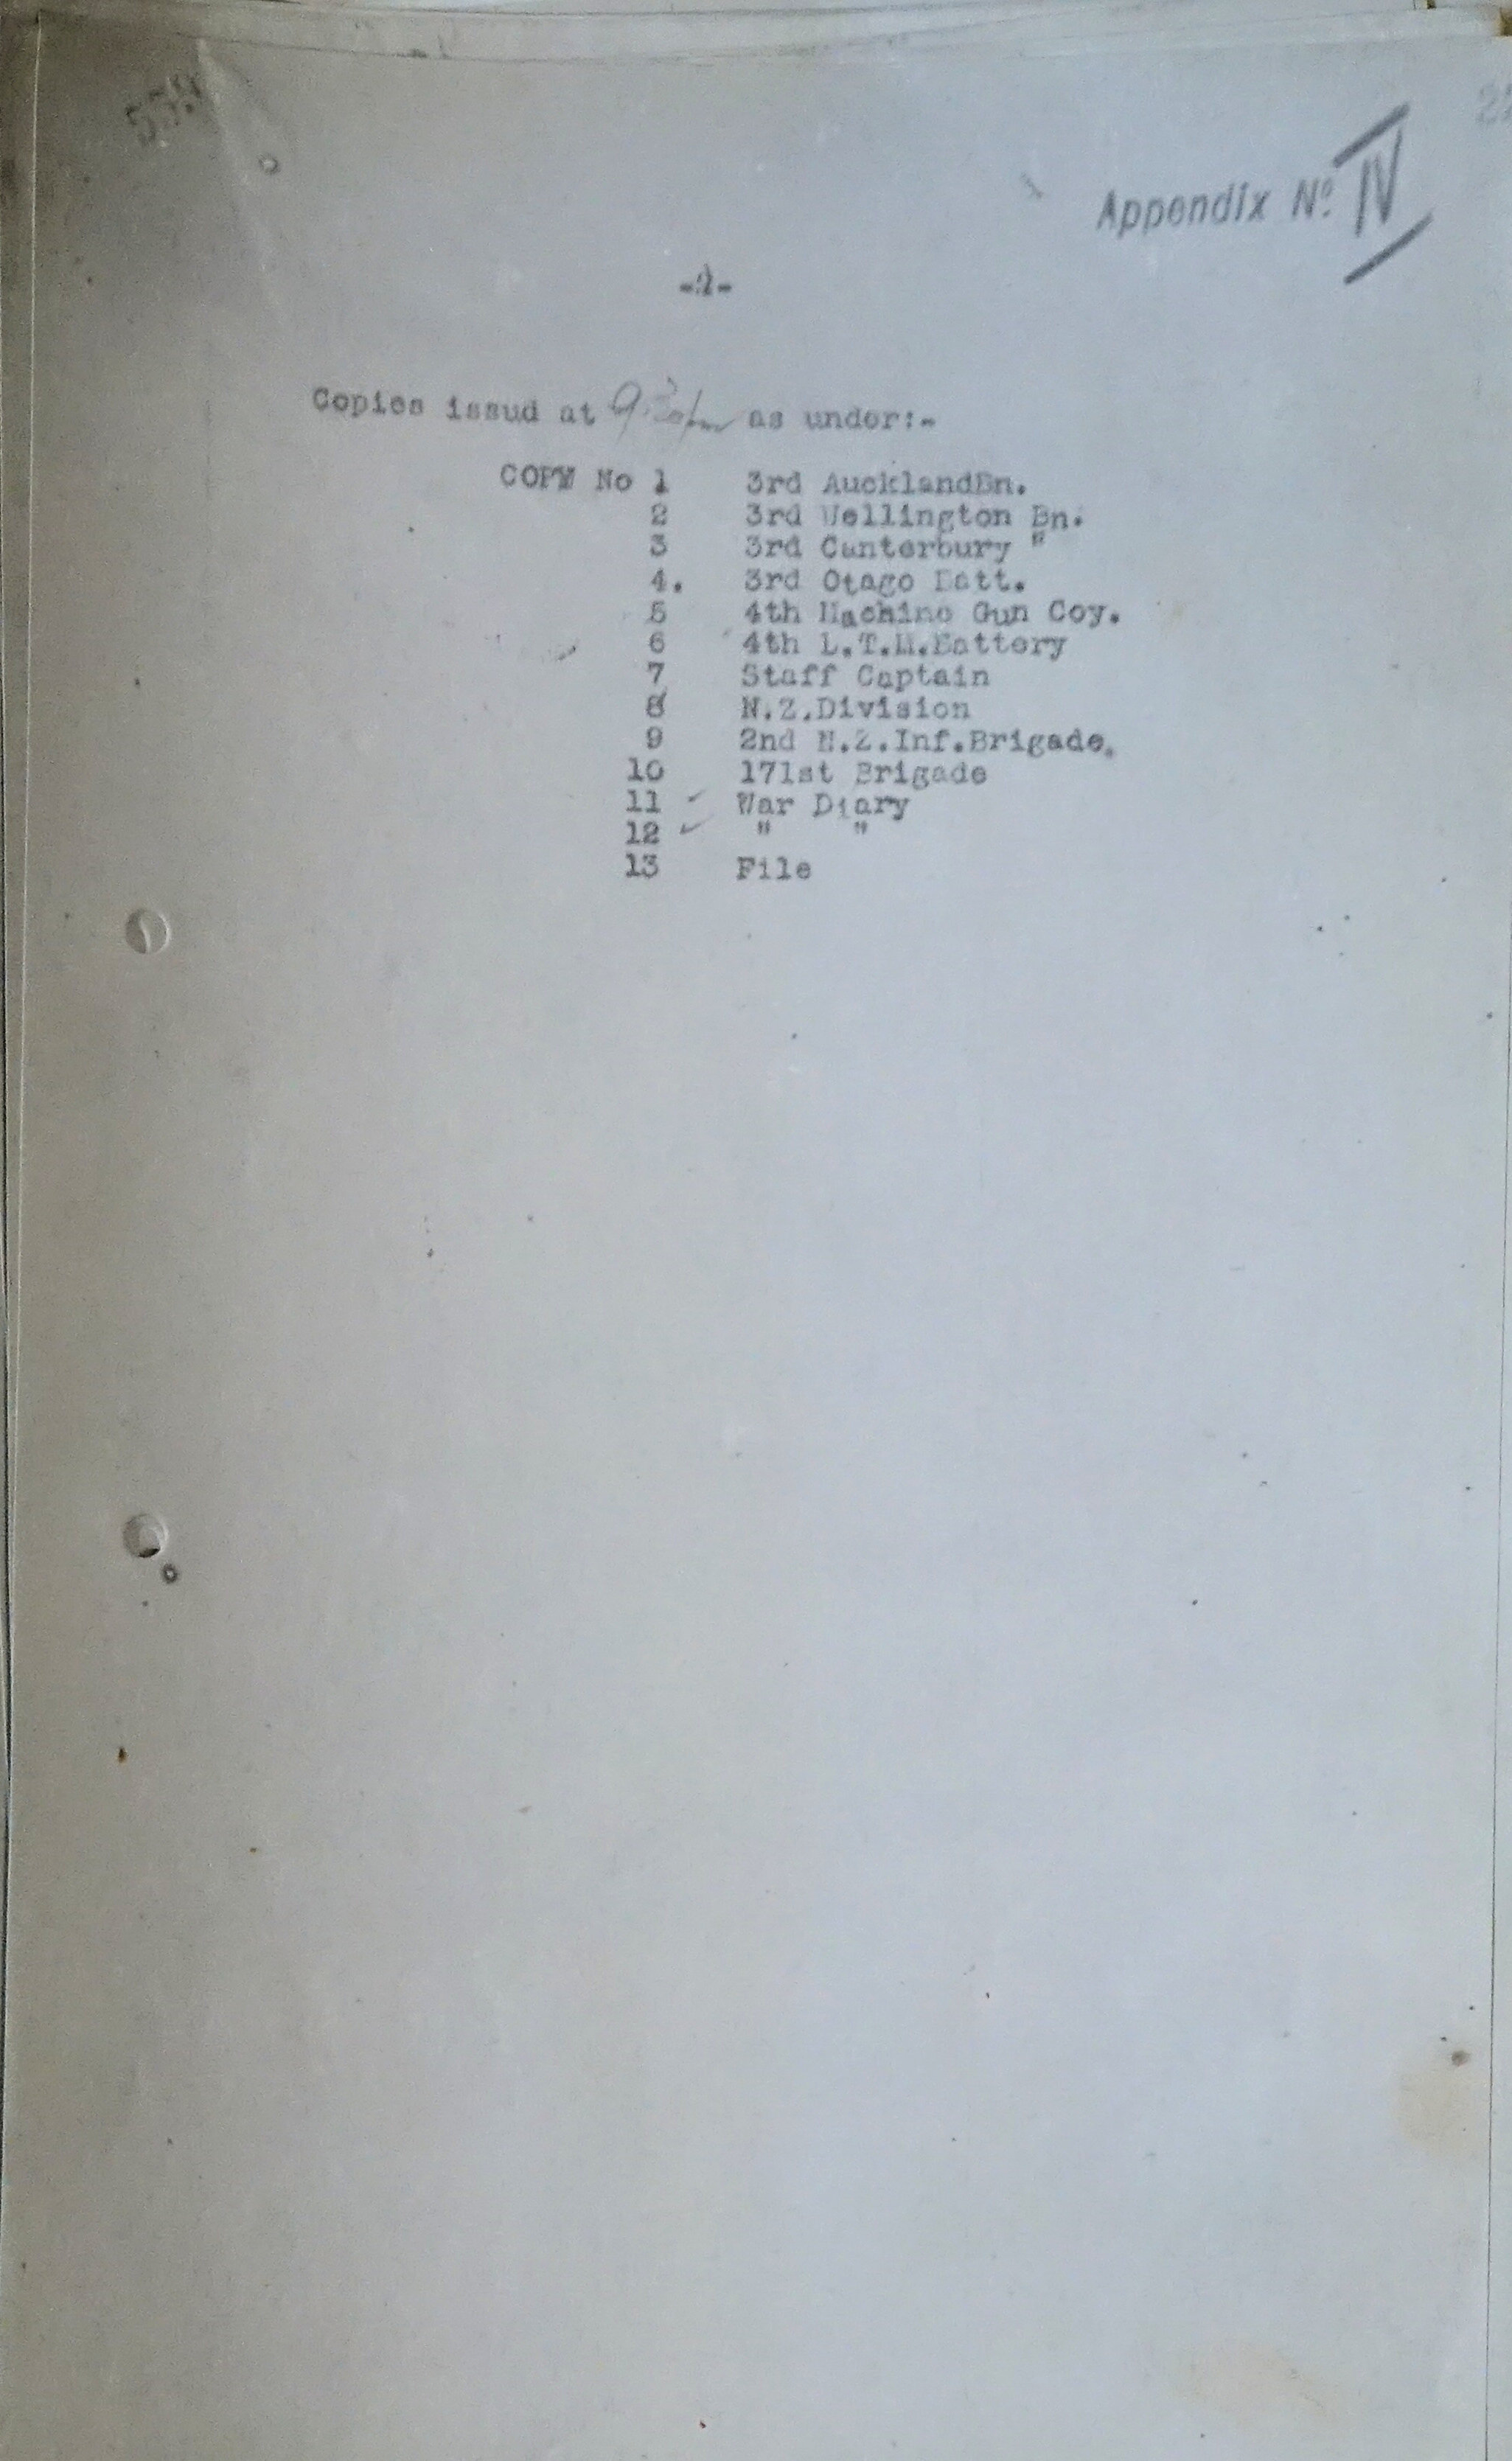 Appendix Nº IV
-2-
Copies issud at 9.30pm as under:-
COPY No 1 3rd AucklandBn.
2 3rd Wellington Bn.
3 3rd Canterbury "
4. 3rd Otago Batt.
5 4th Machine Gun Coy.
6 4th L.T.M.Battery
7 Staff Captain
8 N.Z.Division
9 2nd N.Z.Inf.Brigade.
10 171st Brigade
11 War Diary
12 " "
13 File